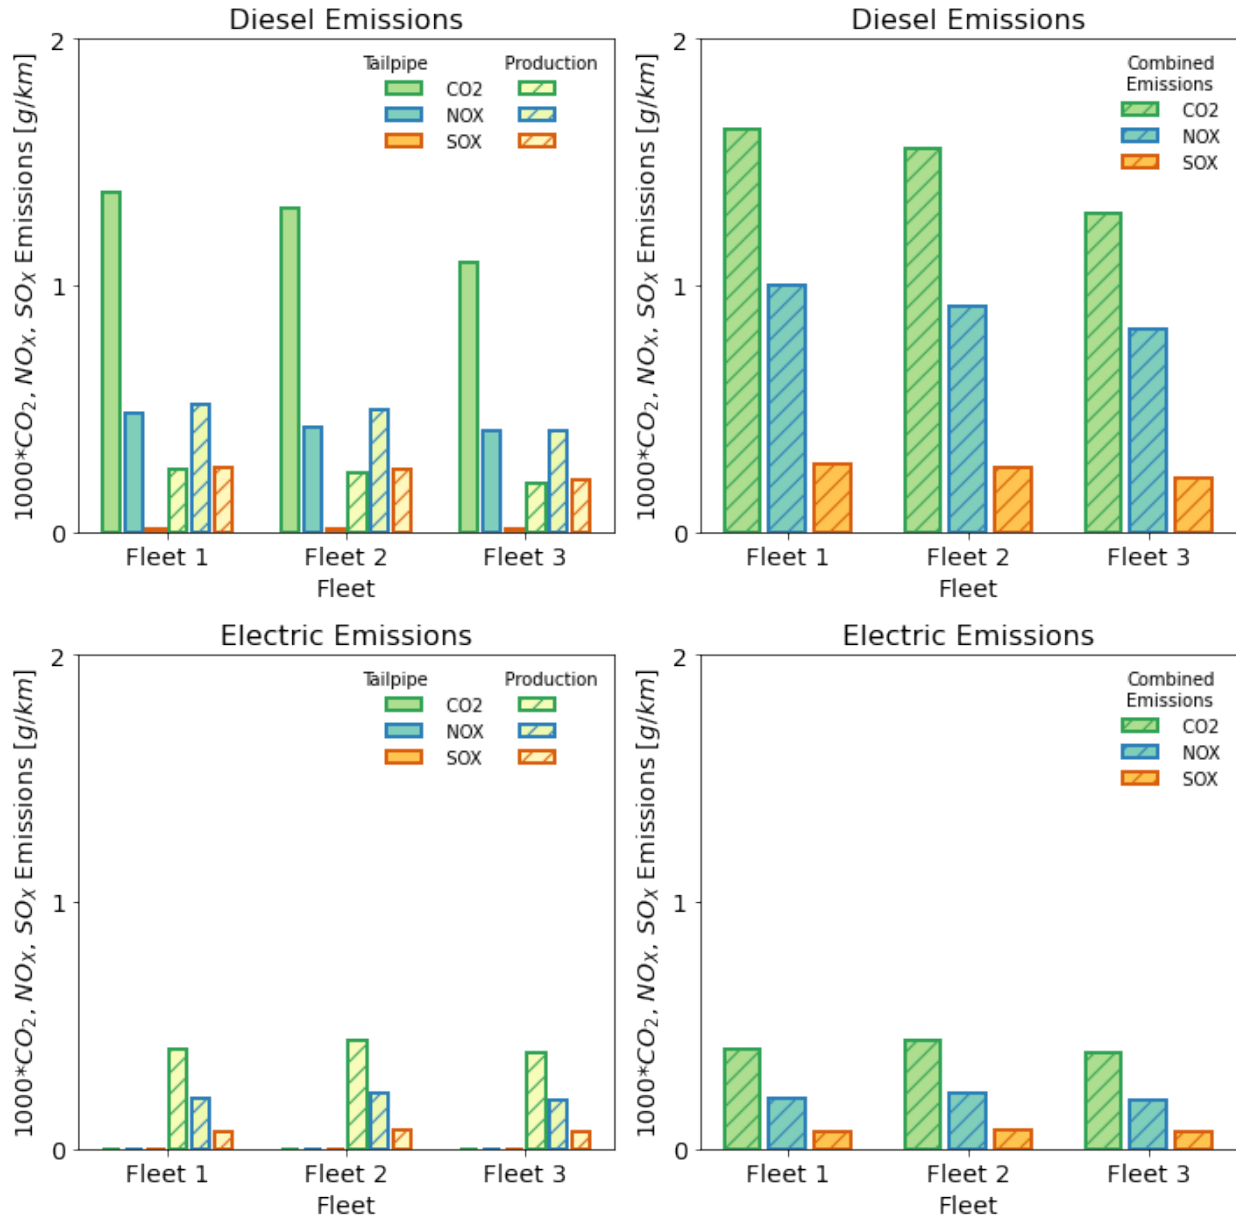 Diesel Emissions
1000*CO₂, NOₓ, SOₓ Emissions [g/km]
2
1
0
Tailpipe Production
CO2
NOX
SOX
Fleet 1 Fleet 2 Fleet 3
Fleet
Diesel Emissions
1000*CO₂, NOₓ, SOₓ Emissions [g/km]
2
1
0
Combined
Emissions
CO2
NOX
SOX
Fleet 1 Fleet 2 Fleet 3
Fleet
Electric Emissions
1000*CO₂, NOₓ, SOₓ Emissions [g/km]
2
1
0
Tailpipe Production
CO2
NOX
SOX
Fleet 1 Fleet 2 Fleet 3
Fleet
Electric Emissions
1000*CO₂, NOₓ, SOₓ Emissions [g/km]
2
1
0
Combined
Emissions
CO2
NOX
SOX
Fleet 1 Fleet 2 Fleet 3
Fleet